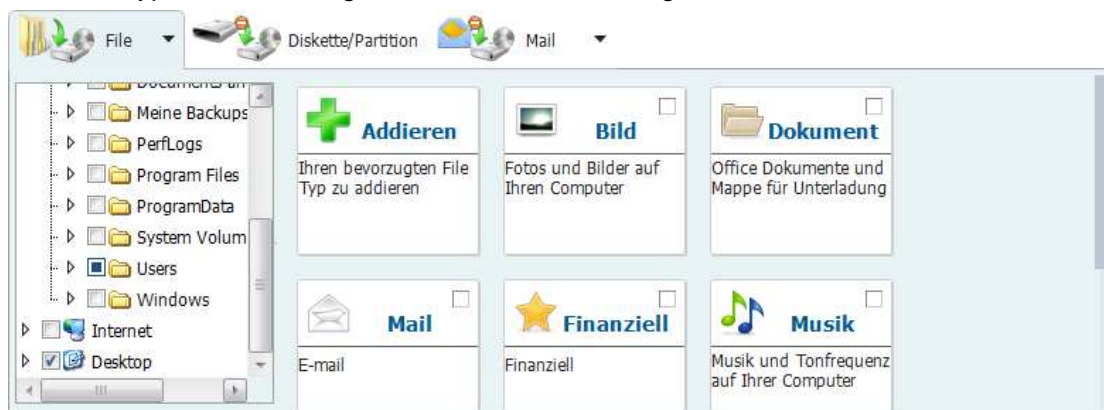 File
Diskette/Partition
Mail
Meine Backups
PerfLogs
Program Files
ProgramData
System Volum
Users
Windows
Internet
Desktop
Addieren
Ihren bevorzugten File
Typ zu addieren
Bild
Fotos und Bilder auf
Ihren Computer
Dokument
Office Dokumente und
Mappe für Unterladung
Mail
E-mail
Finanziell
Finanziell
Musik
Musik und Tonfrequenz
auf Ihrer Computer